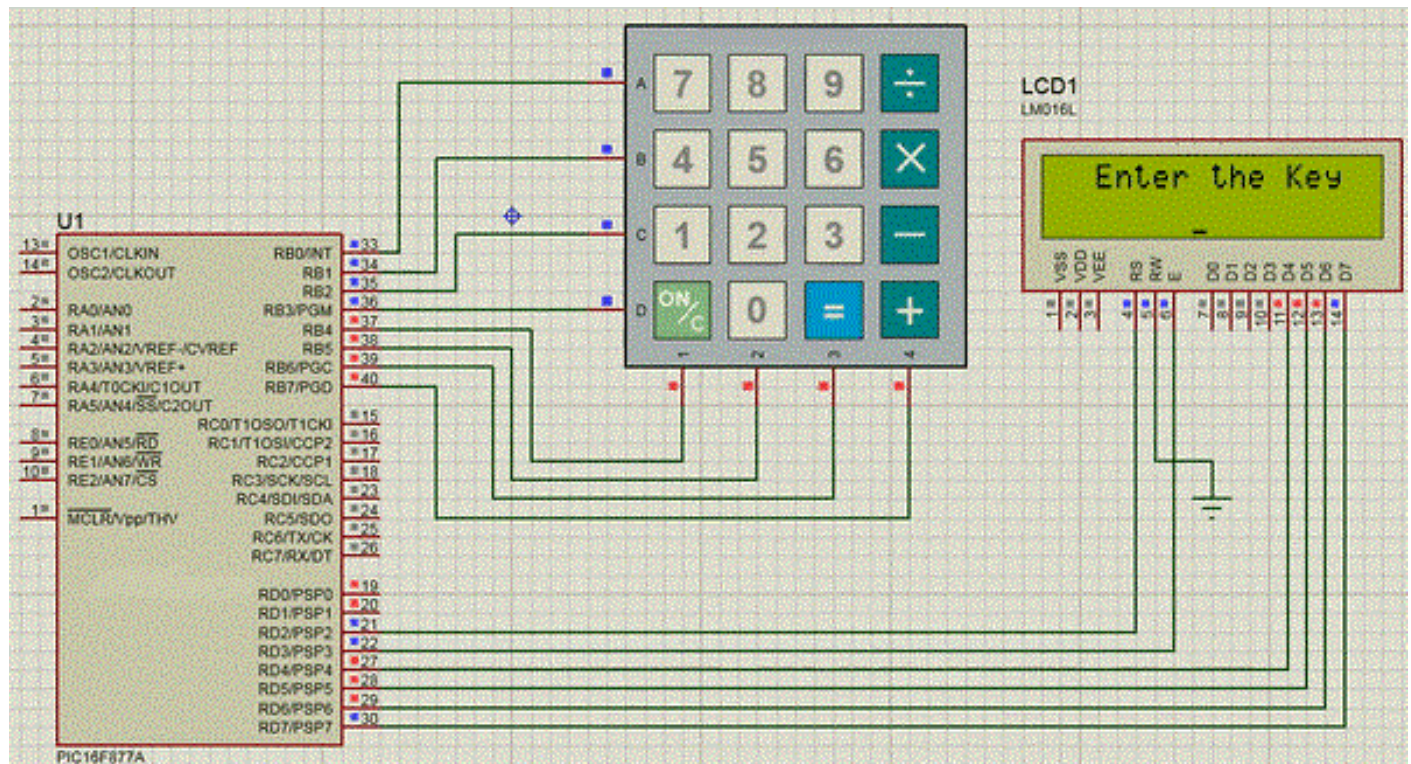 U1
13
OSC1/CLKIN
14
OSC2/CLKOUT
2
RA0/AN0
3
RA1/AN1
4
RA2/AN2/VREF-/CVREF
5
RA3/AN3/VREF+
6
RA4/T0CKI/C1OUT
7
RA5/AN4/SS/C2OUT
8
RE0/AN5/RD
9
RE1/AN6/WR
10
RE2/AN7/CS
1
MCLR/Vpp/THV
RB0/INT
33
RB1
34
RB2
35
RB3/PGM
36
RB4
37
RB5
38
RB6/PGC
39
RB7/PGD
40
RC0/T1OSO/T1CKI
15
RC1/T1OSI/CCP2
16
RC2/CCP1
17
RC3/SCK/SCL
18
RC4/SDI/SDA
23
RC5/SDO
24
RC6/TX/CK
25
RC7/RX/DT
26
RD0/PSP0
19
RD1/PSP1
20
RD2/PSP2
21
RD3/PSP3
22
RD4/PSP4
27
RD5/PSP5
28
RD6/PSP6
29
RD7/PSP7
30
PIC16F877A
A 7 8 9 ÷
B 4 5 6 ×
C 1 2 3 −
D ON/C 0 = +
1 2 3 4
LCD1
LM016L
Enter the Key
_
VSS VDD VEE RS RW E D0 D1 D2 D3 D4 D5 D6 D7
1 2 3 4 5 6 7 8 9 10 11 12 13 14